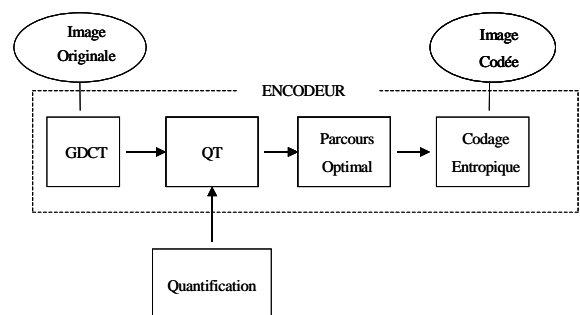 Image
Originale
Image
Codée
ENCODEUR
GDCT
QT
Parcours
Optimal
Codage
Entropique
Quantification